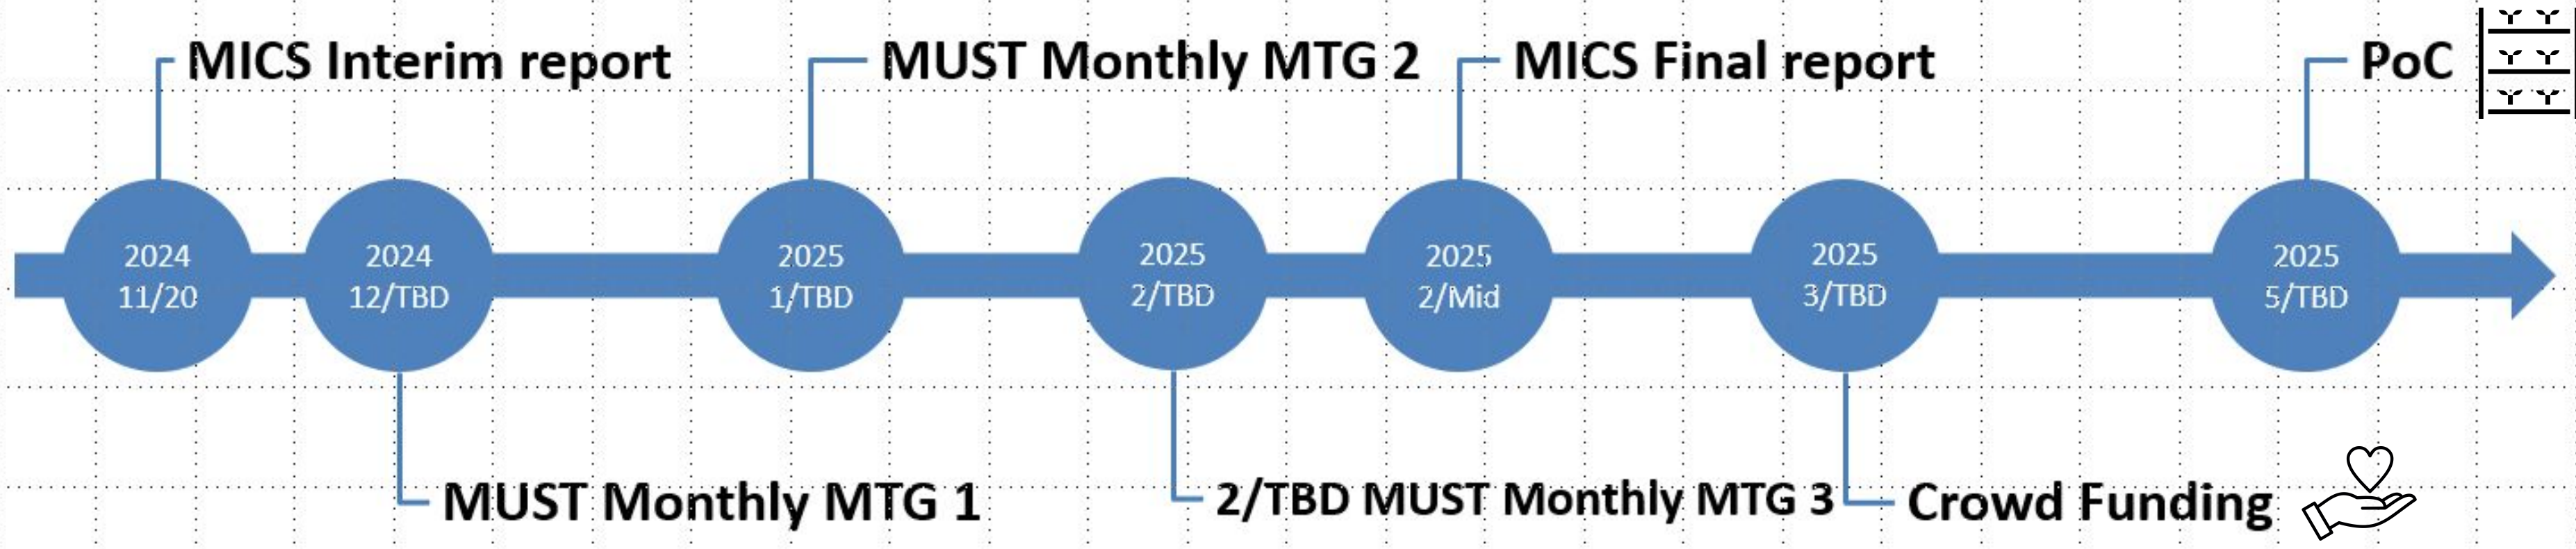 MICS Interim report
MUST Monthly MTG 2
MICS Final report
PoC
2024
11/20
2024
12/TBD
2025
1/TBD
2025
2/TBD
2025
2/Mid
2025
3/TBD
2025
5/TBD
MUST Monthly MTG 1
2/TBD MUST Monthly MTG 3
Crowd Funding